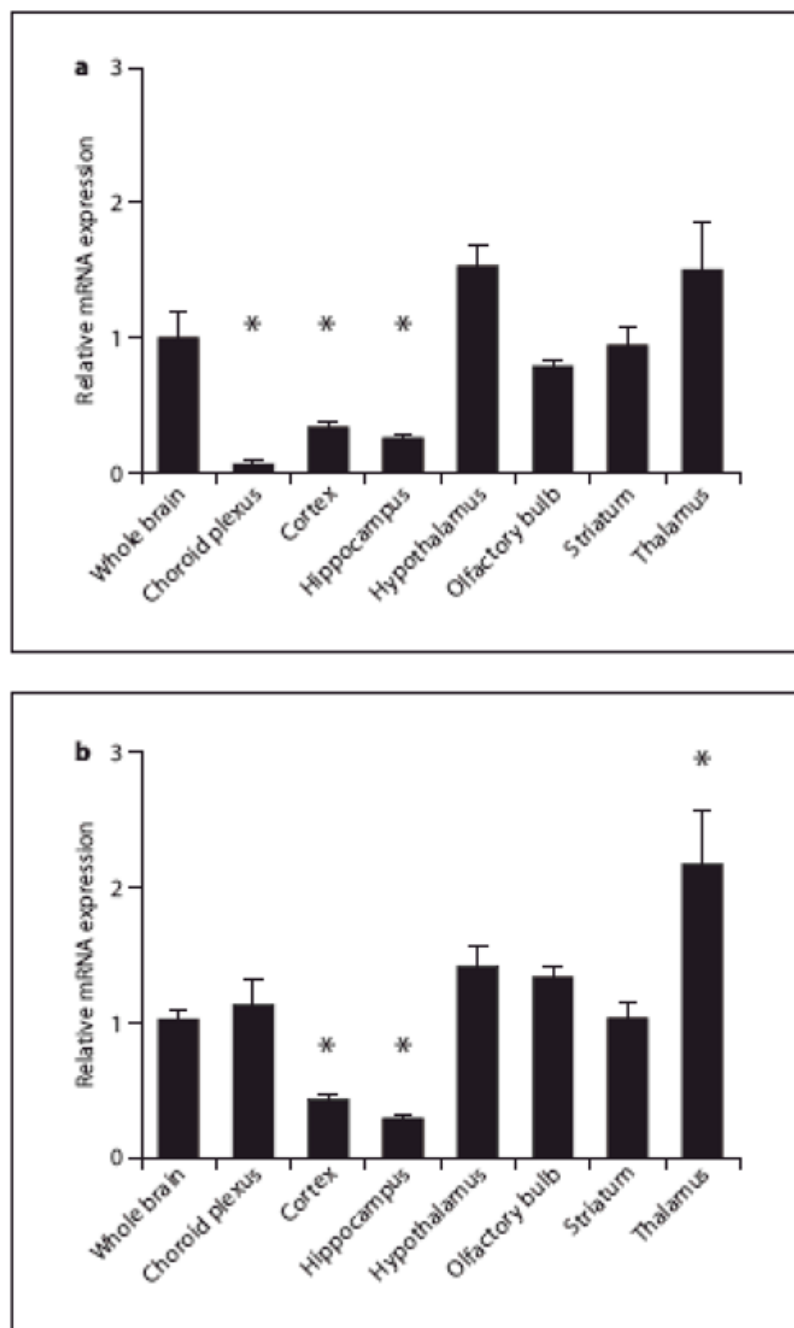 a
3
2
1
0
Relative mRNA expression
* * *
Whole brain
Choroid plexus
Cortex
Hippocampus
Hypothalamus
Olfactory bulb
Striatum
Thalamus
b
3
2
1
0
Relative mRNA expression
* * *
Whole brain
Choroid plexus
Cortex
Hippocampus
Hypothalamus
Olfactory bulb
Striatum
Thalamus